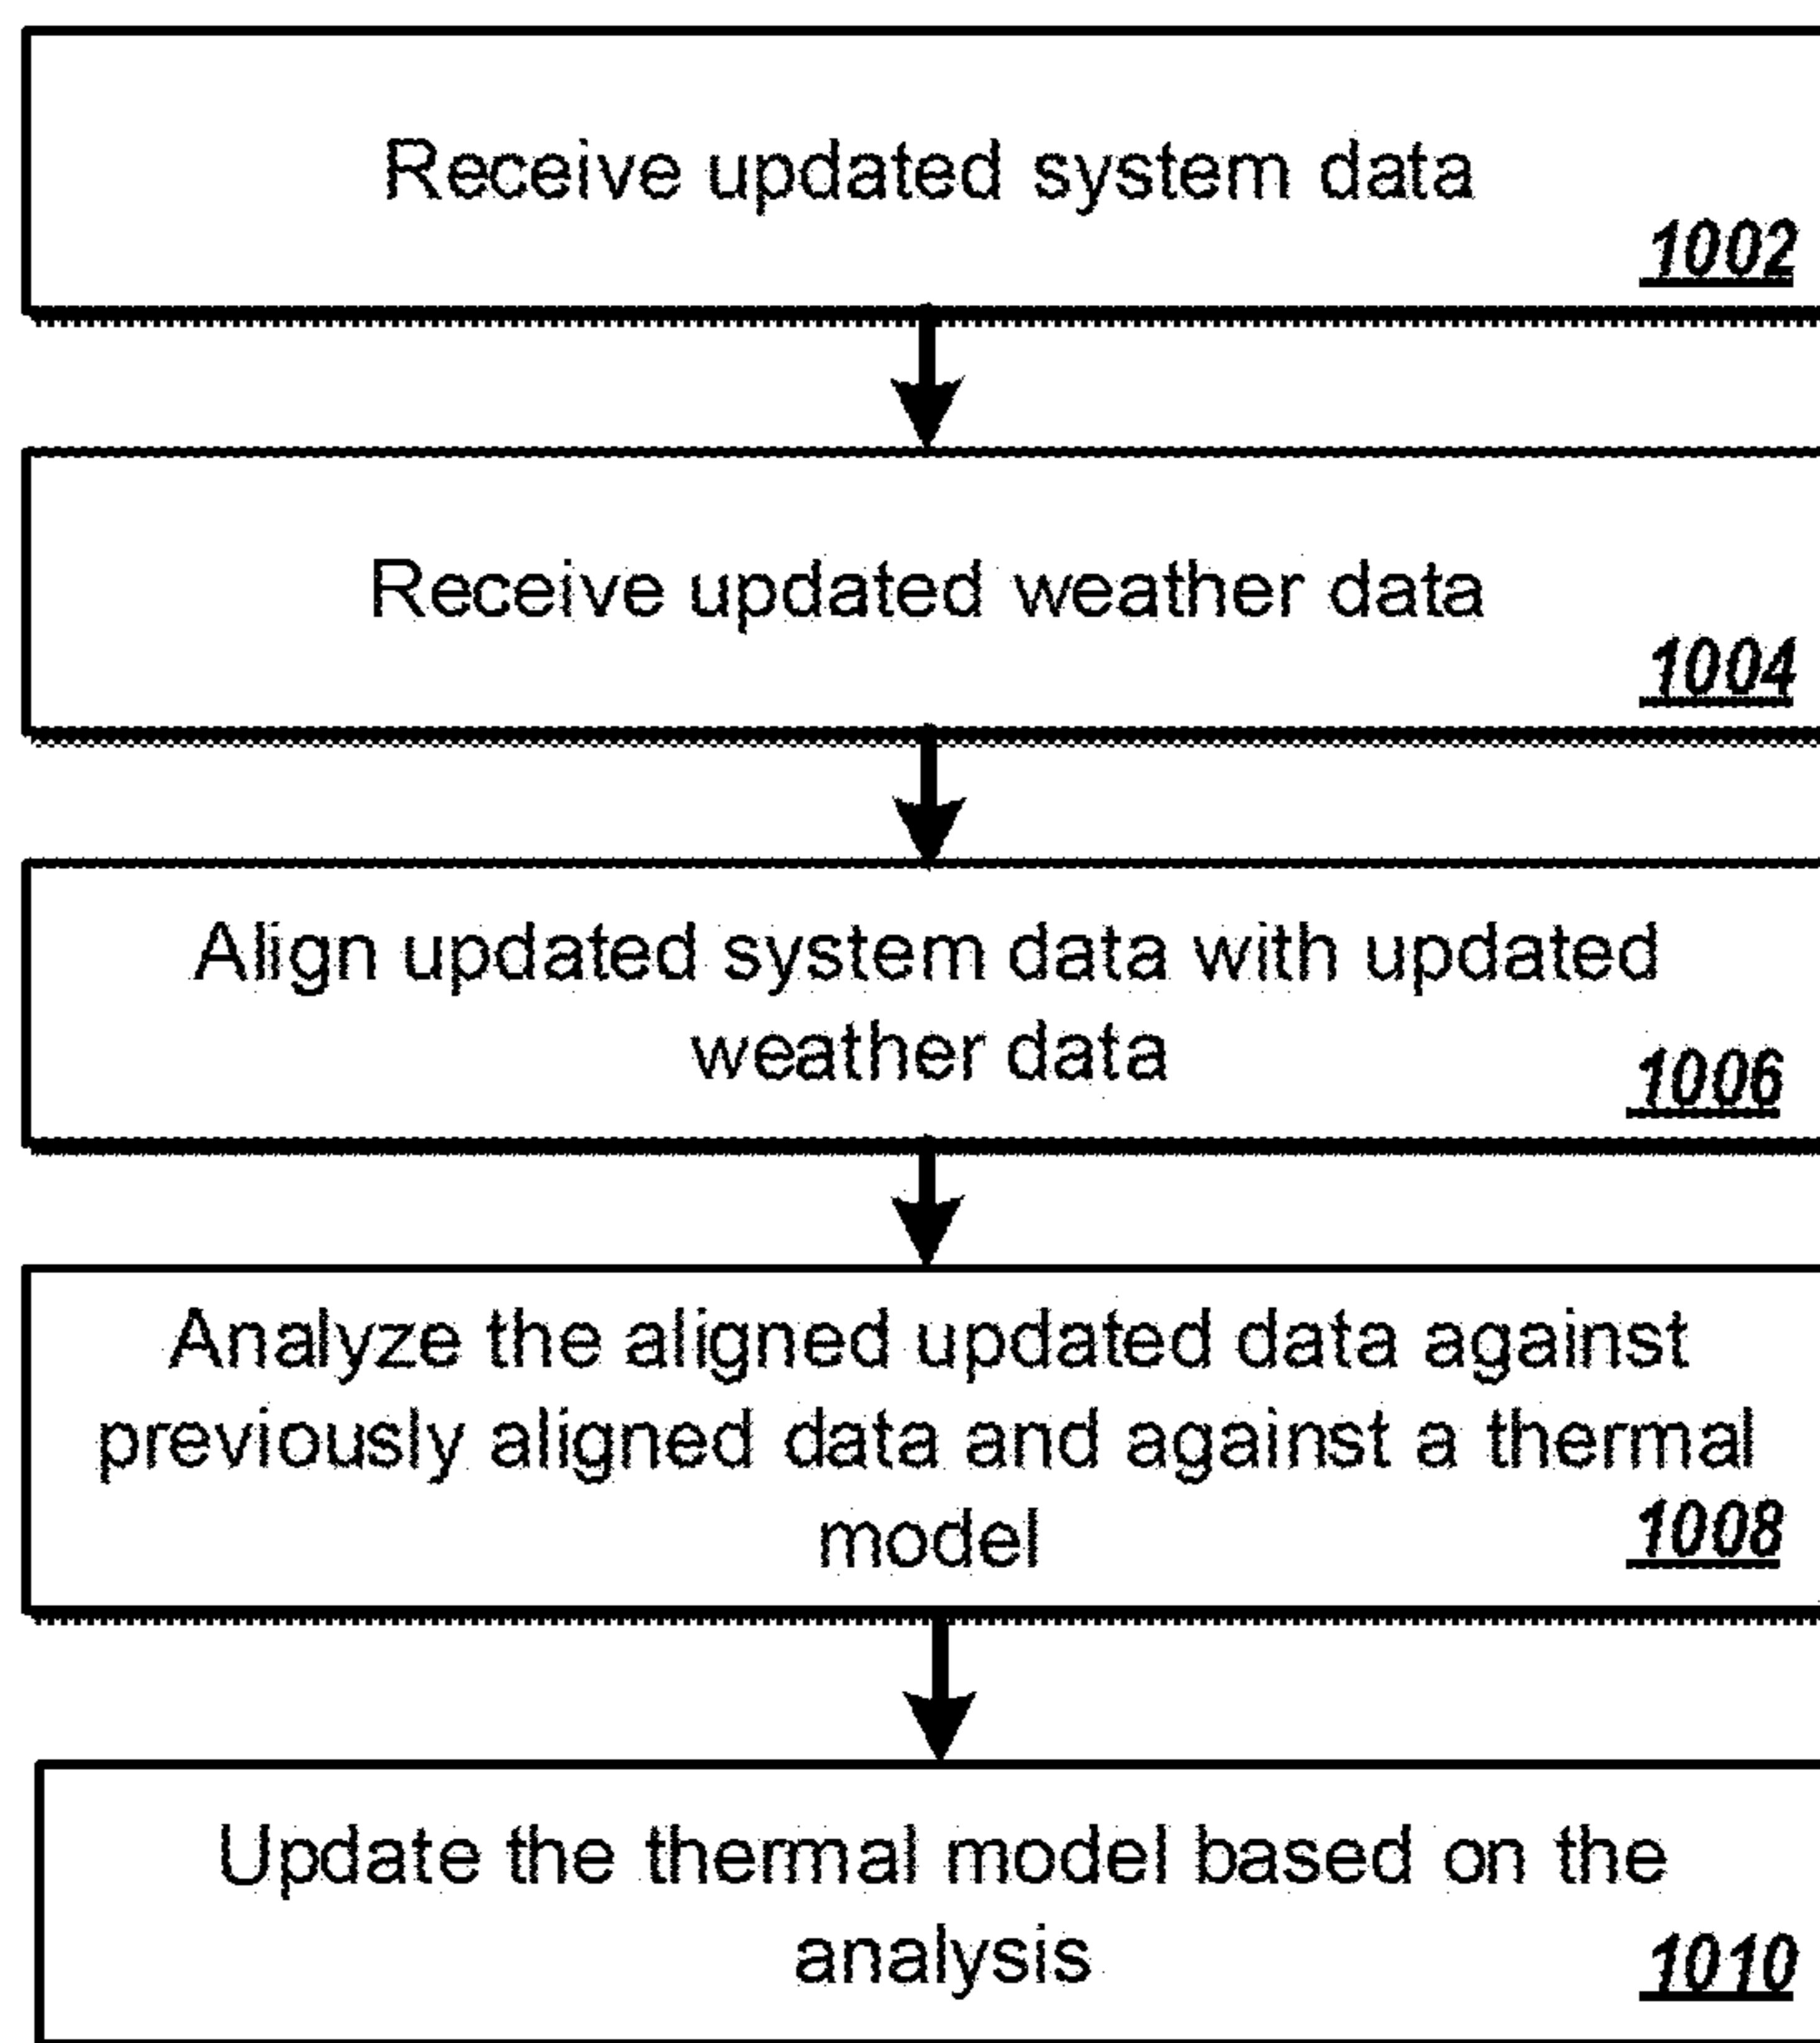 Receive updated system data
1002
Receive updated weather data
1004
Align updated system data with updated
weather data
1006
Analyze the aligned updated data against
previously aligned data and against a thermal
model
1008
Update the thermal model based on the
analysis
1010